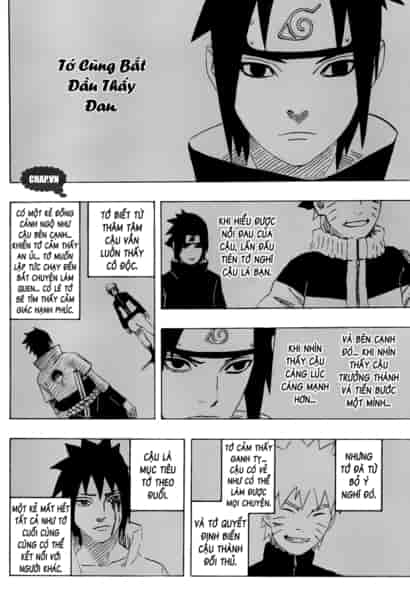 Tớ Cũng Bắt
Đầu Thấy
Đau
CHAP.VN
KHI HIỂU ĐƯỢC
NỖI ĐAU CỦA
CẬU, LẦN ĐẦU
TIÊN TỚ NGHĨ
CẬU LÀ BẠN.
TỚ BIẾT TỪ
THÂM TÂM
CẬU VẪN
LUÔN THẤY
CÔ ĐỘC.
CÓ MỘT KẺ ĐỒNG
CẢNH NGỘ NHƯ
CẬU BÊN CẠNH...
KHIẾN TỚ CẢM THẤY
AN ỦI... TỚ MUỐN
LẬP TỨC CHẠY ĐẾN
BẮT CHUYỆN LÀM
QUEN... CÓ LẼ TỚ
SẼ TÌM THẤY CẢM
GIÁC HẠNH PHÚC.
VÀ BÊN CẠNH
ĐÓ... KHI NHÌN
THẤY CẬU
TRƯỞNG THÀNH
VÀ TIẾN BƯỚC
MỘT MÌNH...
KHI NHÌN
THẤY CẬU
CÀNG LÚC
CÀNG MẠNH
HƠN...
NHƯNG
TỚ ĐÃ TỪ
BỎ Ý
NGHĨ ĐÓ.
TỚ CẢM THẤY
GANH TỴ...
CẬU CÓ VẺ
NHƯ CÓ THỂ
LÀM ĐƯỢC
MỌI CHUYỆN.
VÀ TỚ QUYẾT
ĐỊNH BIẾN
CẬU THÀNH
ĐỐI THỦ.
CẬU LÀ
MỤC TIÊU
TỚ THEO
ĐUỔI.
MỘT KẺ MẤT HẾT
TẤT CẢ NHƯ TỚ
CUỐI CÙNG
CŨNG CÓ THỂ
KẾT NỐI VỚI
NGƯỜI KHÁC.